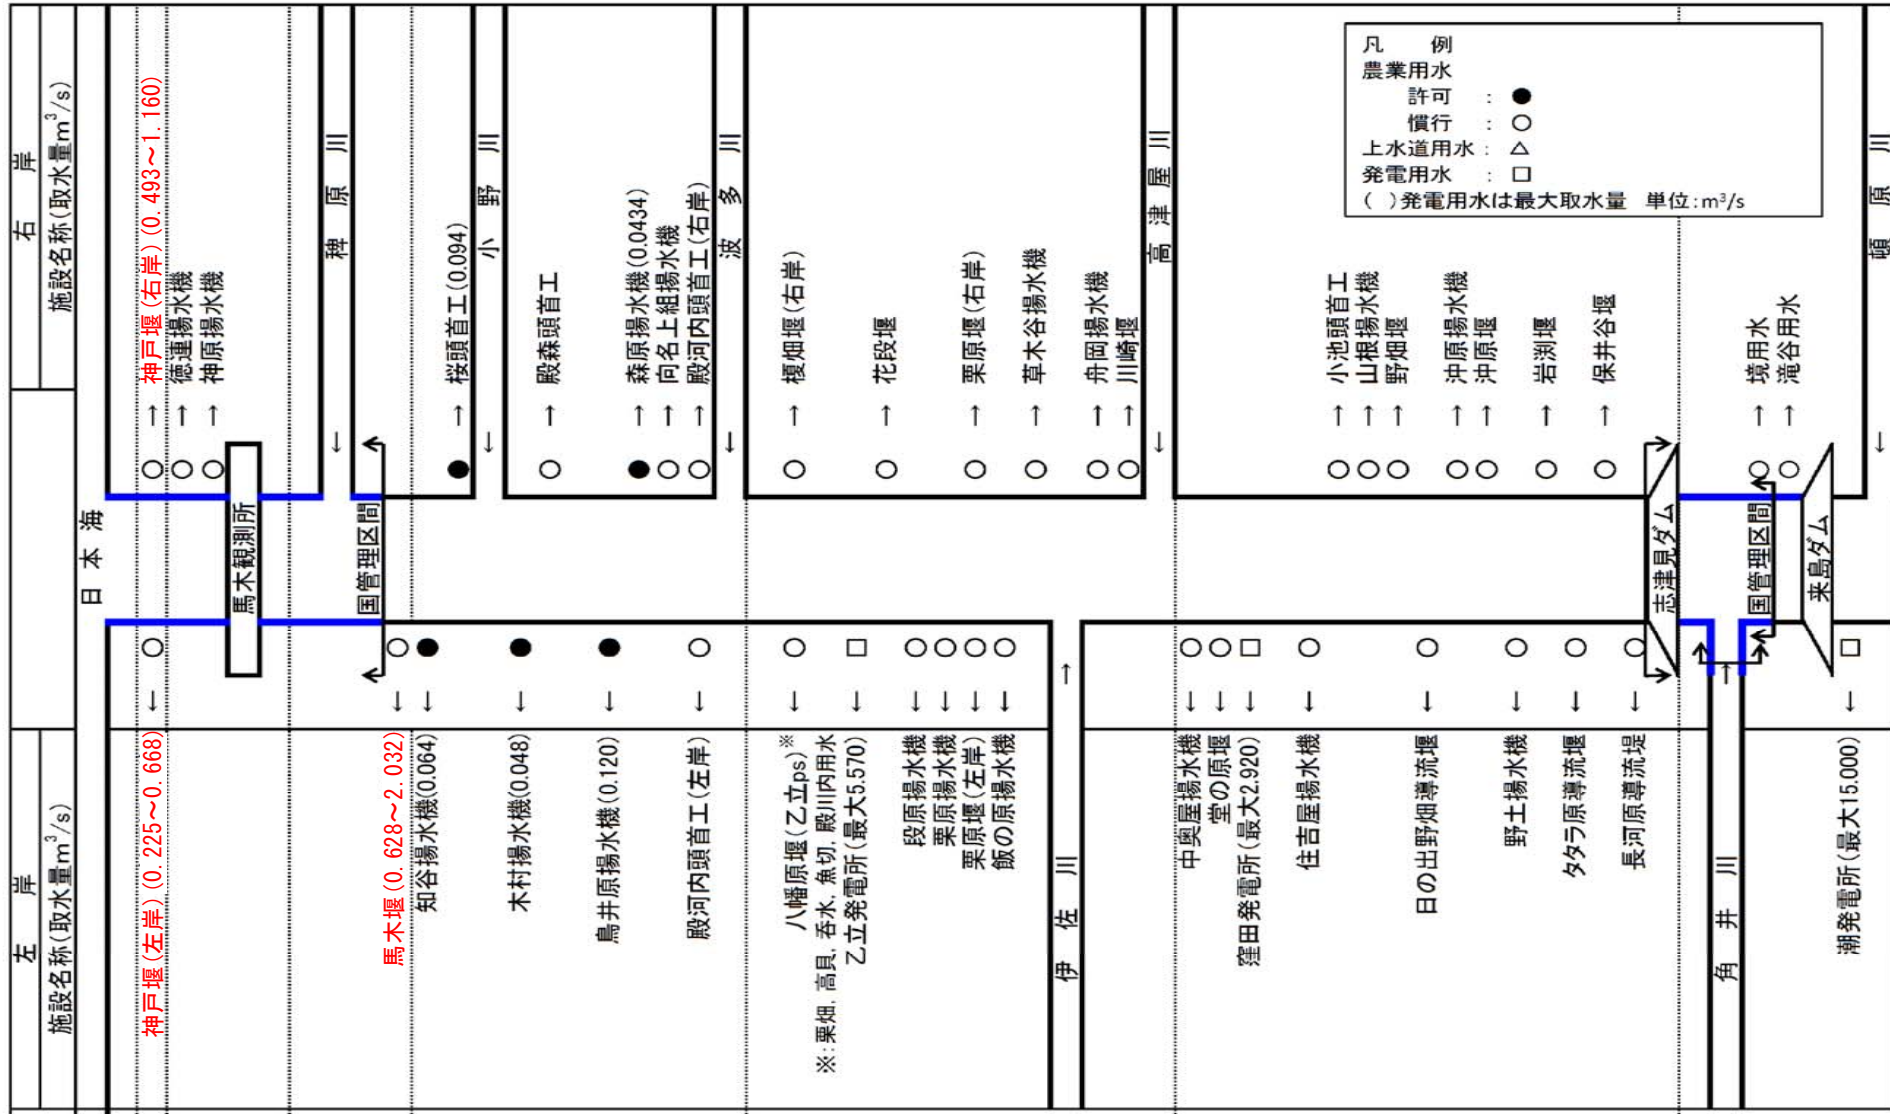 凡　例
農業用水
許可 : ●
慣行 : ○
上水道用水 : △
発電用水 : □
( )発電用水は最大取水量 単位:m³/s
右岸
施設名称(取水量m³/s)
神戸堰(右岸)(0.493～1.160)
徳連揚水機
神原揚水機
稗原川
桜頭首工(0.094)
小野川
殿森頭首工
森原揚水機(0.0434)
向名上組揚水機
殿河内頭首工(右岸)
波多川
榎畑堰(右岸)
花段堰
栗原堰(右岸)
草木谷揚水機
舟岡揚水機
川崎堰
高津屋川
小池頭首工
山根揚水機
野畑堰
沖原揚水機
沖原堰
岩渕堰
保井谷堰
境用水
滝谷用水
頓原川
日本海
馬木観測所
国管理区間
志津見ダム
国管理区間
来島ダム
左岸
施設名称(取水量m³/s)
神戸堰(左岸)(0.225～0.668)
馬木堰(0.628～2.032)
知谷揚水機(0.064)
木村揚水機(0.048)
鳥井原揚水機(0.120)
殿河内頭首工(左岸)
八幡原堰(乙立ps)※
※:栗畑,高貝,呑水,魚切,殿川内用水
乙立発電所(最大5.570)
段原揚水機
栗原揚水機
栗原堰(左岸)
飯の原揚水機
伊佐川
中奥屋揚水機
堂の原堰
窪田発電所(最大2.920)
住吉屋揚水機
日の出野畑導流堰
野土揚水機
タタラ原導流堰
長河原導流堤
角井川
潮発電所(最大15.000)